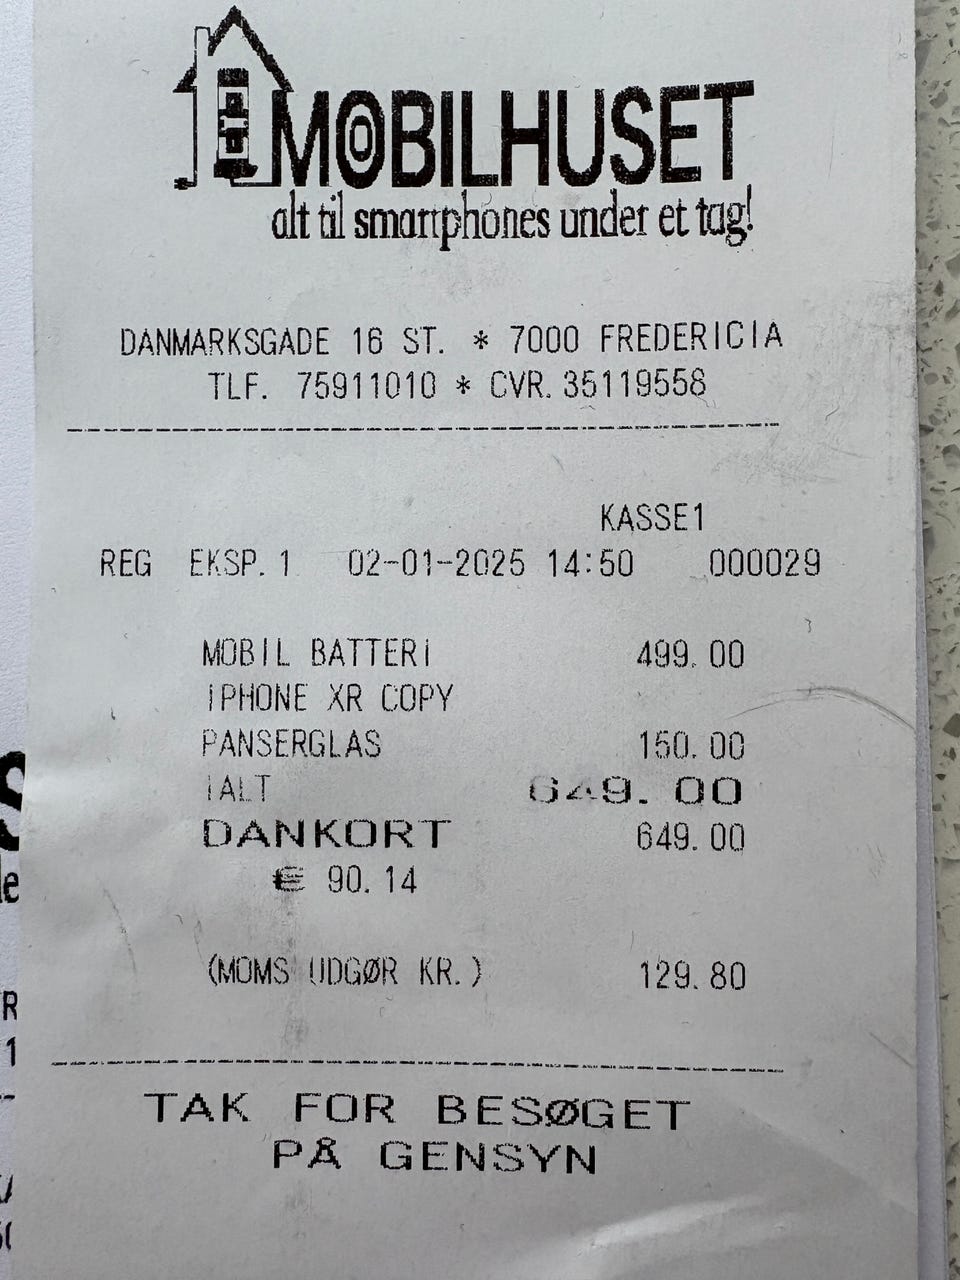 MOBILHUSET
alt til smartphones under et tag!
DANMARKSGADE 16 ST. * 7000 FREDERICIA
TLF. 75911010 * CVR. 35119558
KASSE1
REG EKSP. 1 02-01-2025 14:50 000029
MOBIL BATTERI 499.00
IPHONE XR COPY
PANSERGLAS 150.00
IALT 649.00
DANKORT 649.00
€ 90.14
(MOMS UDGØR KR.) 129.80
TAK FOR BESØGET
PÅ GENSYN